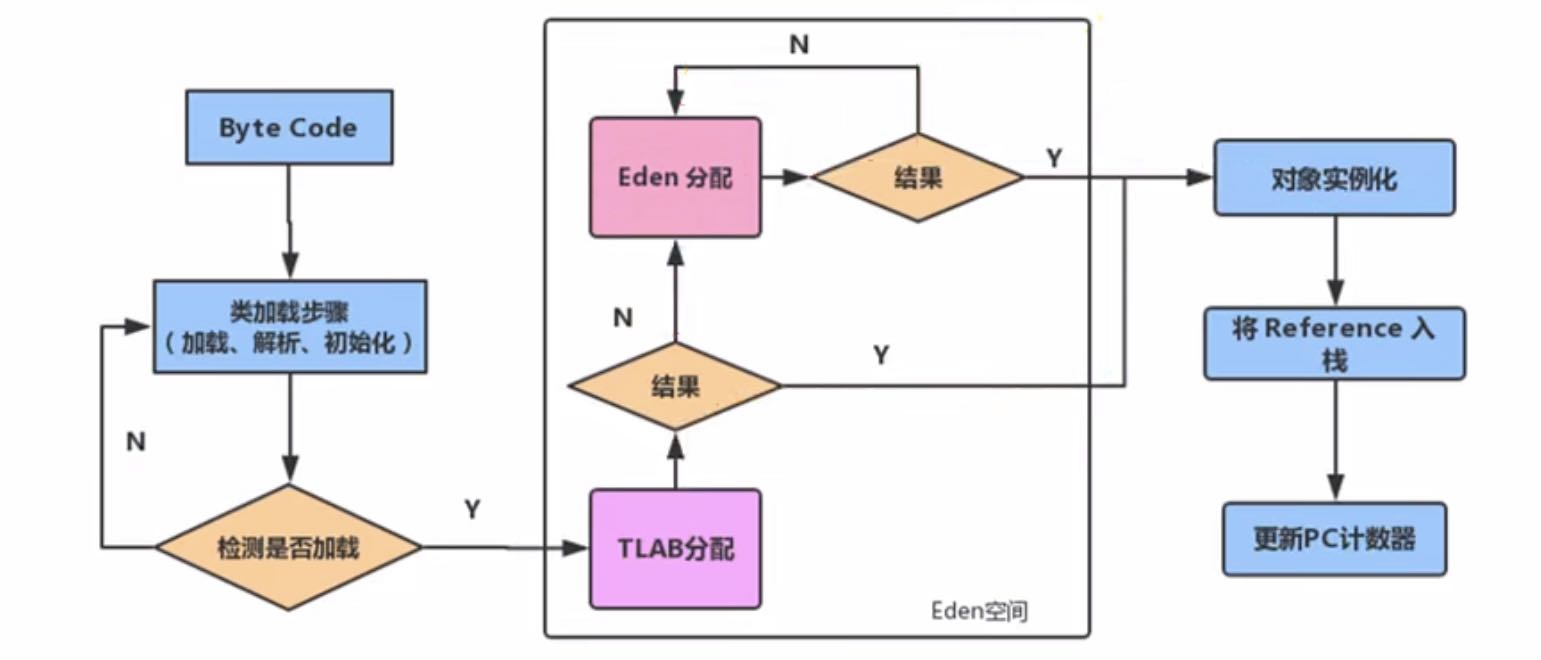 Byte Code
类加载步骤
（加载、解析、初始化）
N
检测是否加载
Y
N
Eden 分配
结果
Y
N
结果
Y
TLAB分配
Eden空间
对象实例化
将 Reference 入
栈
更新PC计数器